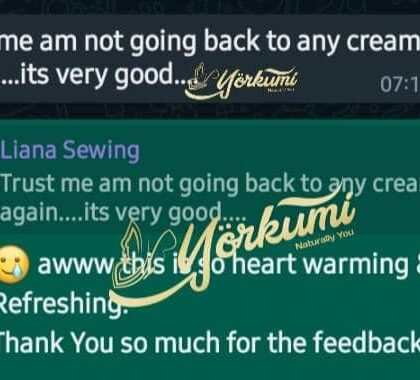 me am not going back to any cream
....its very good..
Yörkumi
Naturally You
07:1
Liana Sewing
Trust me am not going back to any crea
again....its very good....
Yörkumi
Naturally You
🥲 awww this is so heart warming &
Refreshing.
Thank You so much for the feedback